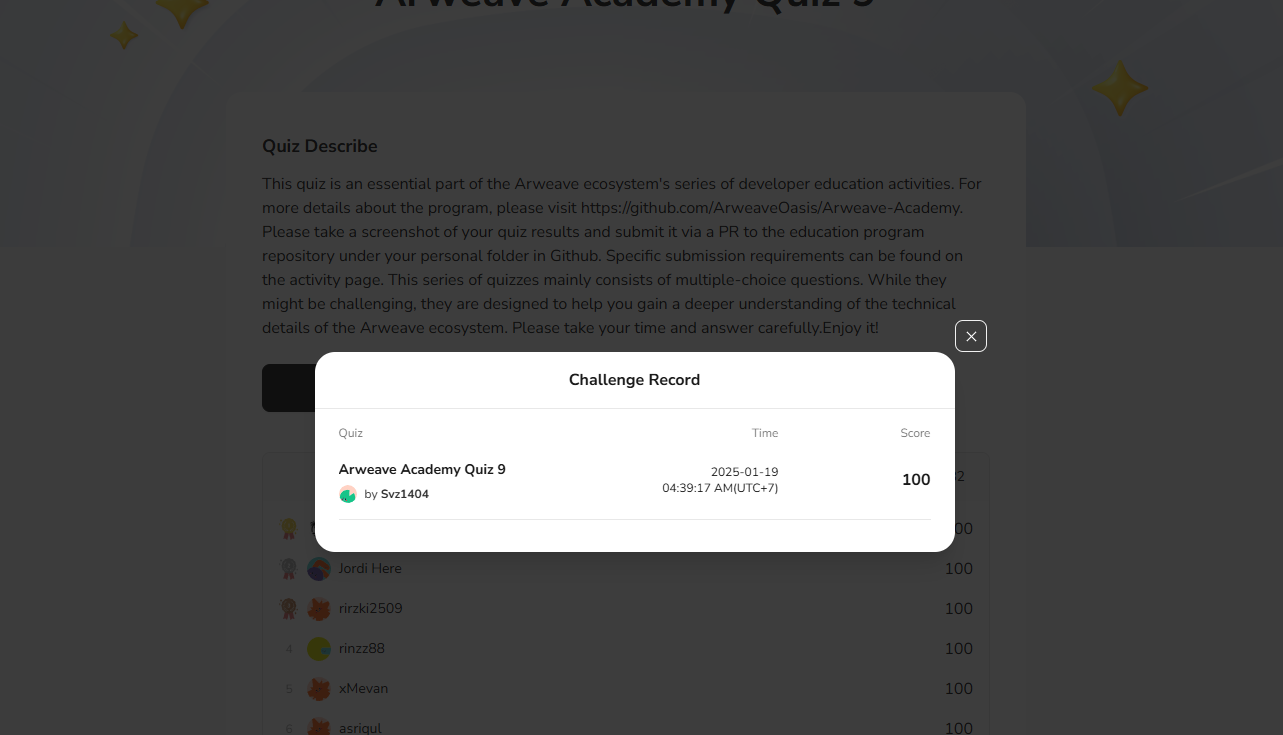 Arweave Academy Quiz 9
Quiz Describe
This quiz is an essential part of the Arweave ecosystem's series of developer education activities. For
more details about the program, please visit https://github.com/ArweaveOasis/Arweave-Academy.
Please take a screenshot of your quiz results and submit it via a PR to the education program
repository under your personal folder in Github. Specific submission requirements can be found on
the activity page. This series of quizzes mainly consists of multiple-choice questions. While they
might be challenging, they are designed to help you gain a deeper understanding of the technical
details of the Arweave ecosystem. Please take your time and answer carefully.Enjoy it!
Challenge Record
Quiz Time Score
Arweave Academy Quiz 9
by Svz1404
2025-01-19
04:39:17 AM(UTC+7)
100
Jordi Here 100
rirzki2509 100
4 rinzz88 100
5 xMevan 100
6 asriqul 100